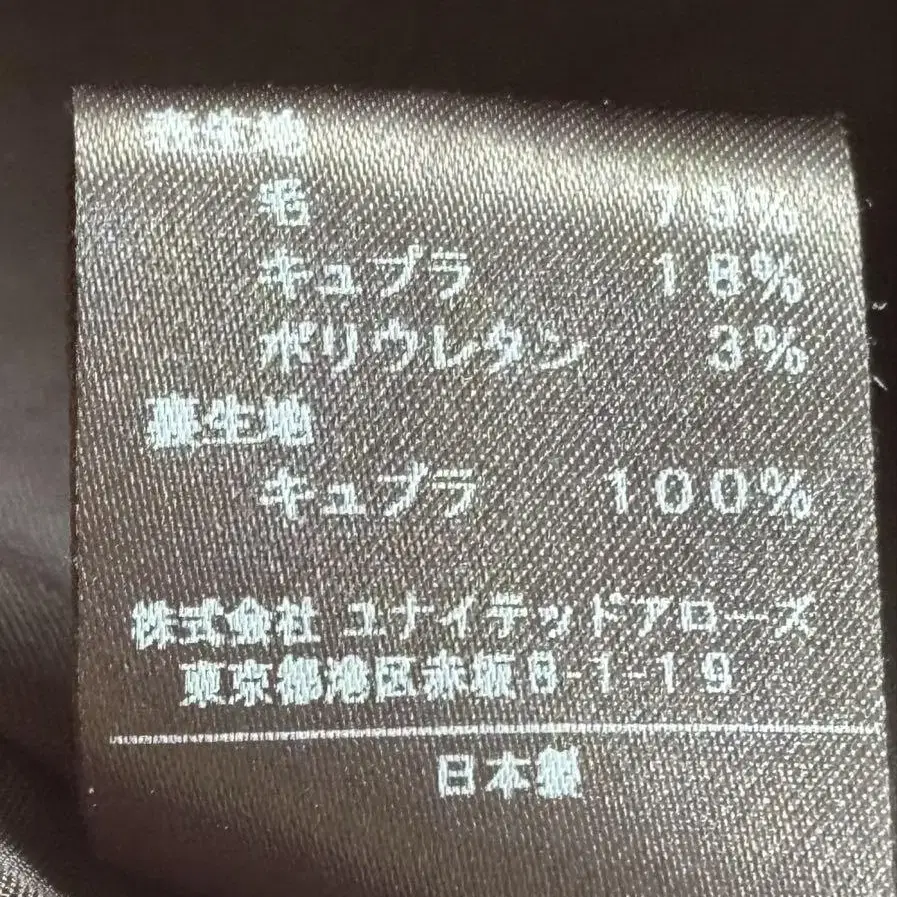 表生地
毛 79%
キュプラ 18%
ポリウレタン 3%
裏生地
キュプラ 100%
株式会社 ユナイテッドアローズ
東京都港区赤坂8-1-19
日本製